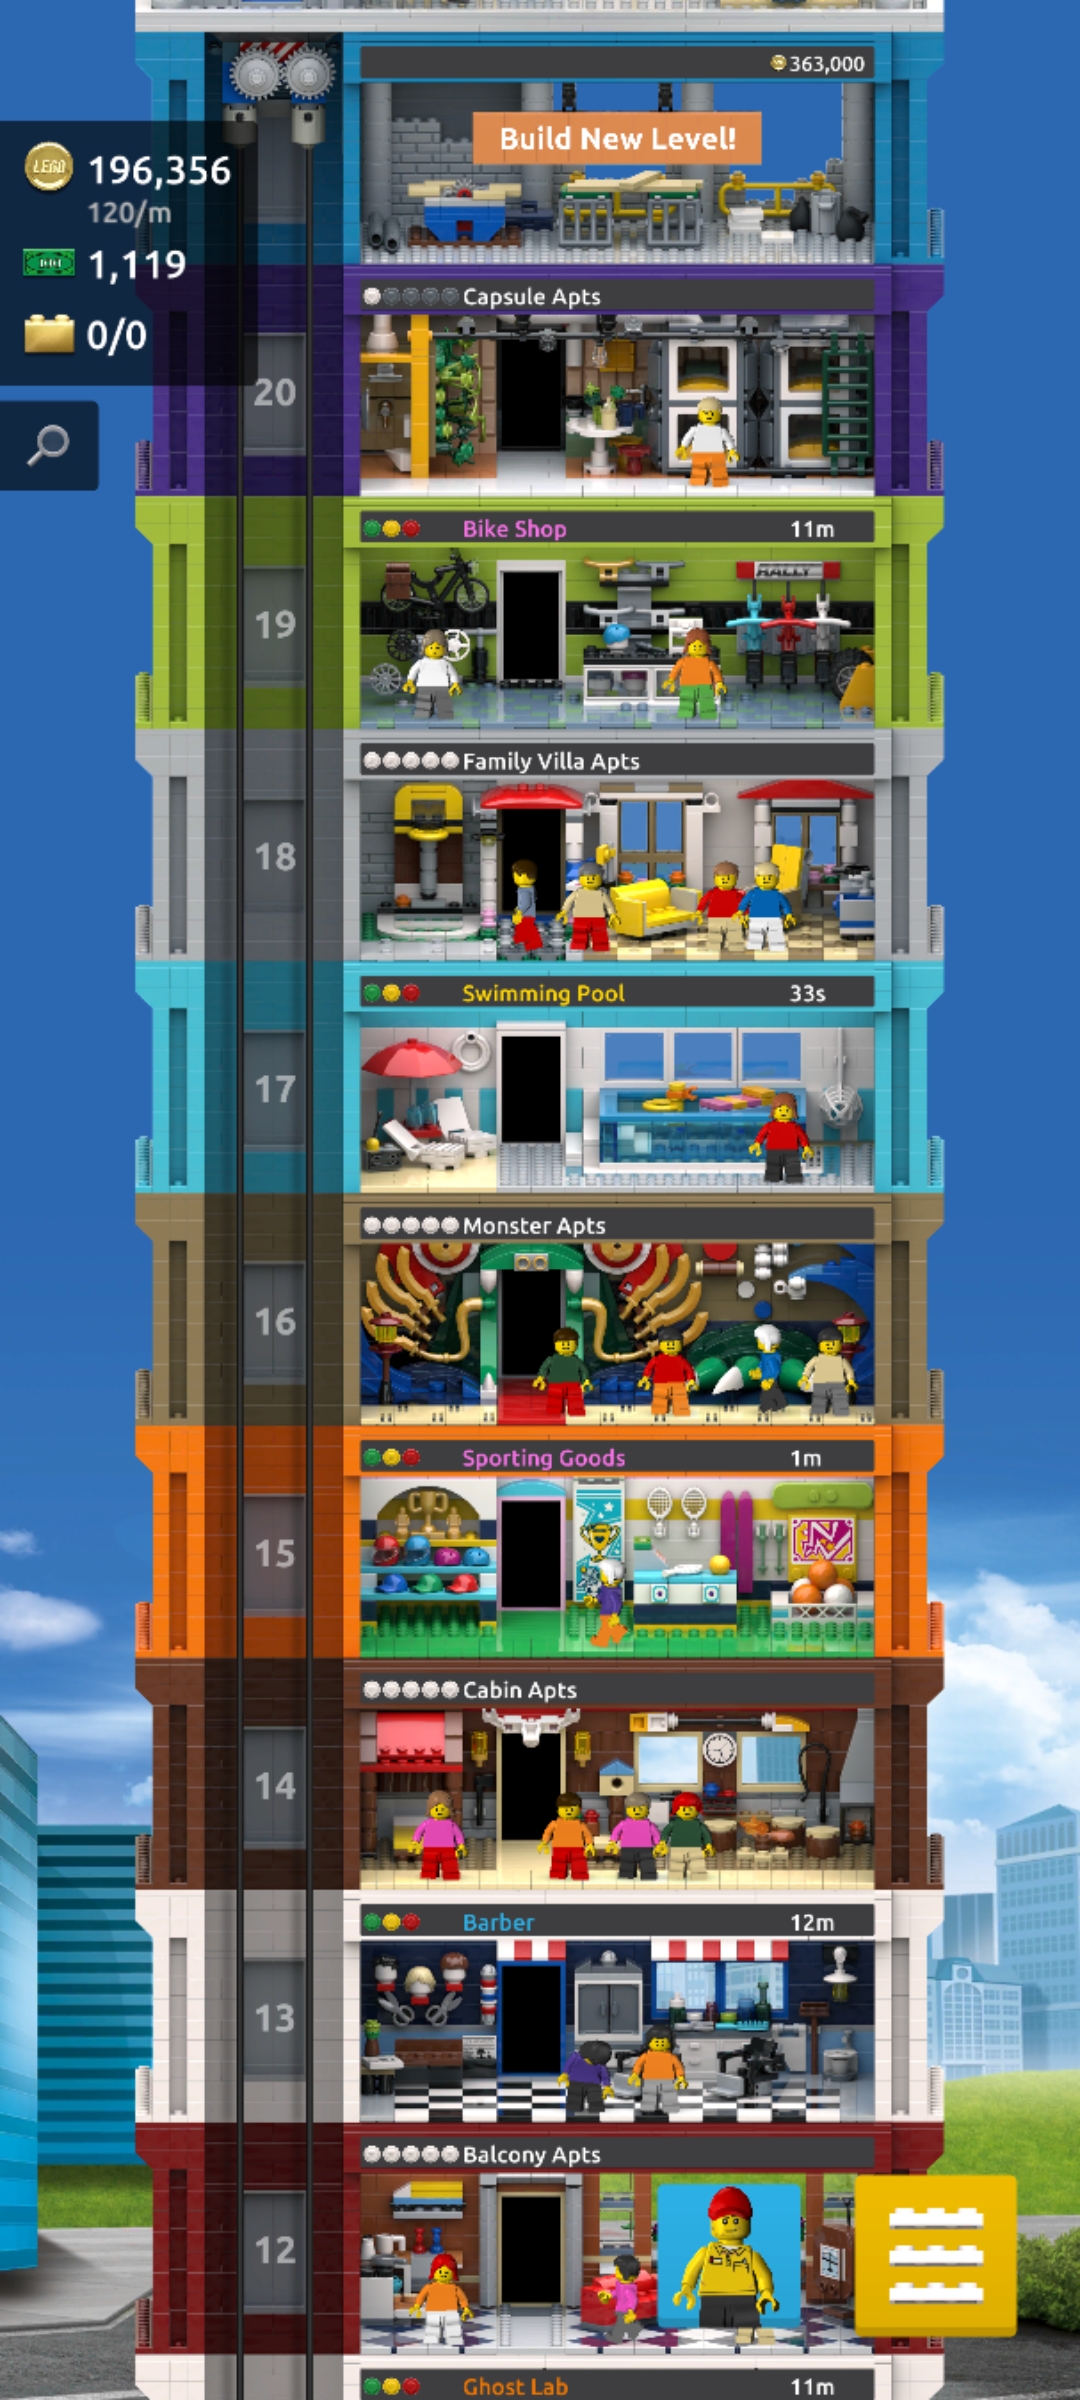 363,000
Build New Level!
LEGO 196,356
120/m
1,119
0/0
Capsule Apts
20
Bike Shop 11m
RALLY
19
Family Villa Apts
18
Swimming Pool 33s
17
Monster Apts
16
Sporting Goods 1m
15
Cabin Apts
14
Barber 12m
13
Balcony Apts
12
Ghost Lab 11m